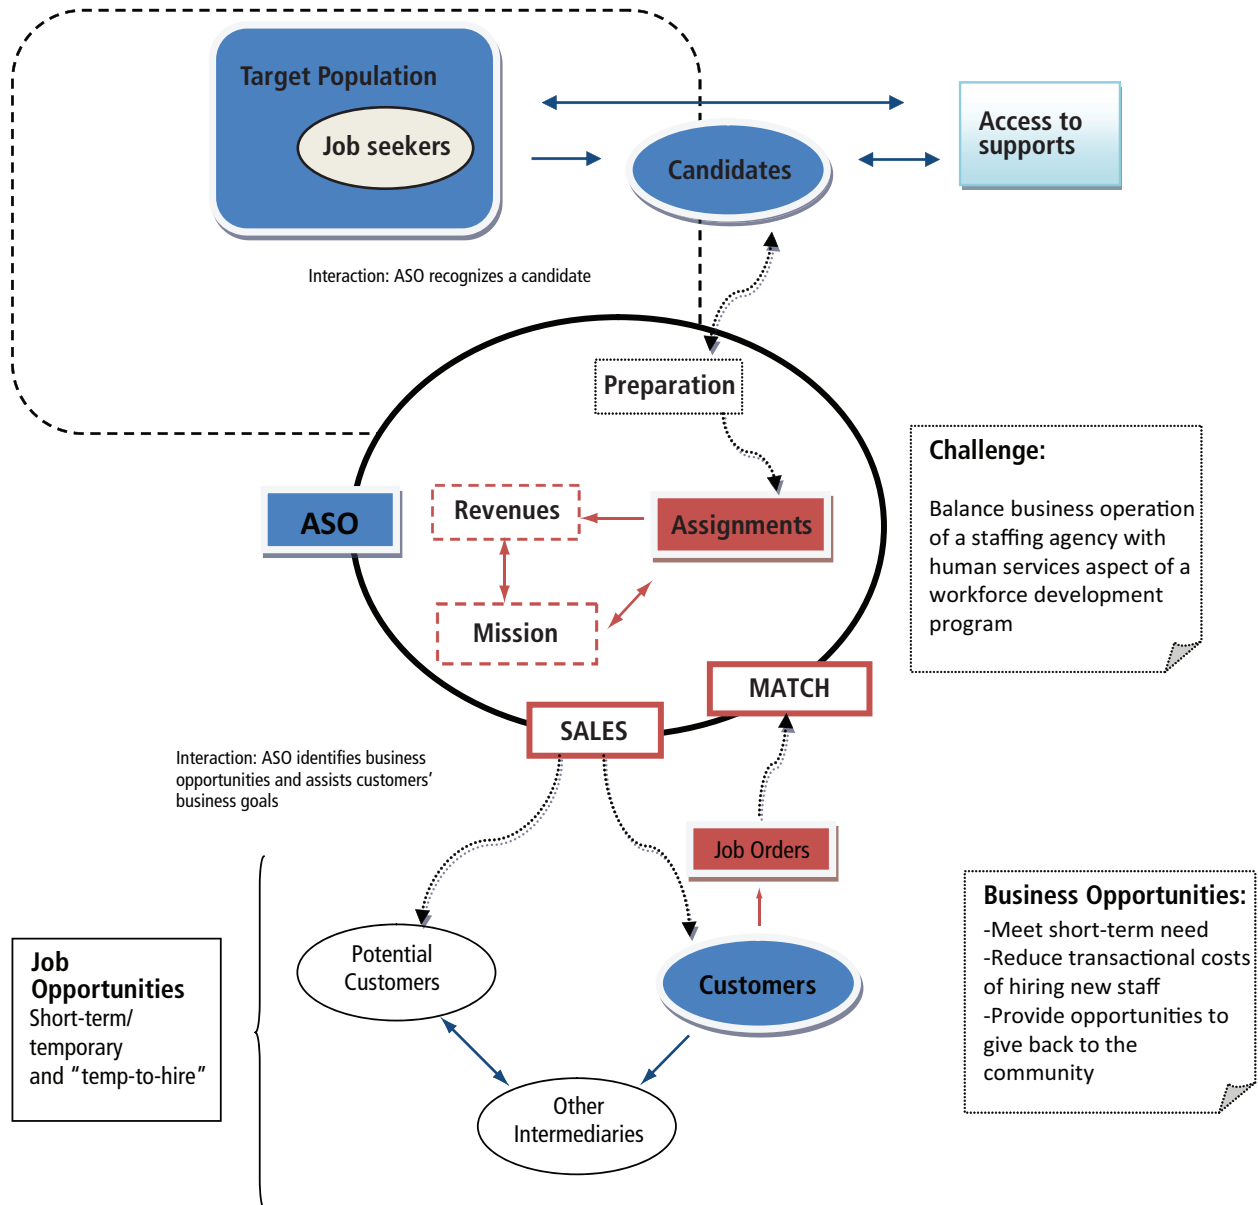 Target Population
Job seekers
Candidates
Access to
supports
Interaction: ASO recognizes a candidate
Preparation
ASO
Revenues
Assignments
Mission
Challenge:
Balance business operation
of a staffing agency with
human services aspect of a
workforce development
program
MATCH
SALES
Interaction: ASO identifies business
opportunities and assists customers’
business goals
Job Orders
Potential
Customers
Customers
Job
Opportunities
Short-term/
temporary
and “temp-to-hire”
Business Opportunities:
-Meet short-term need
-Reduce transactional costs
of hiring new staff
-Provide opportunities to
give back to the
community
Other
Intermediaries